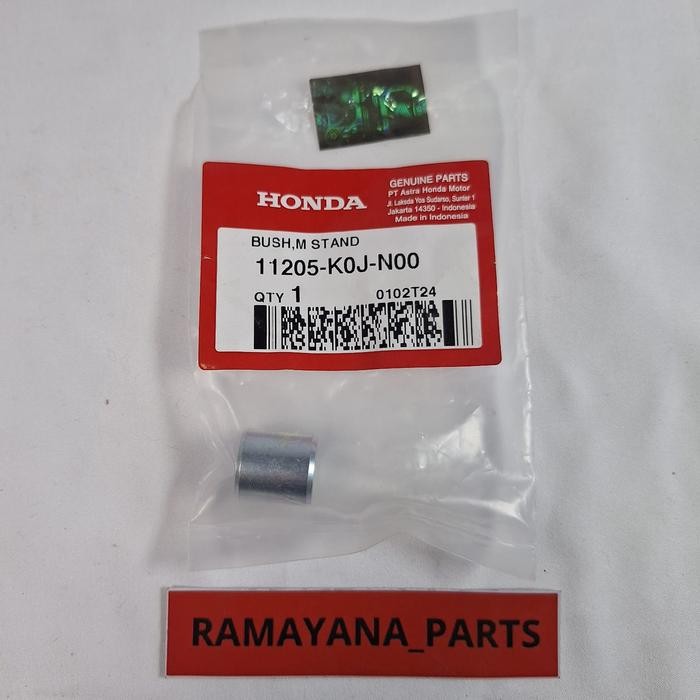 HONDA
GENUINE PARTS
PT Astra Honda Motor
Jl. Laksda Yos Sudarso, Sunter 1
Jakarta 14350 - Indonesia
Made in Indonesia
BUSH,M STAND
11205-K0J-N00
QTY 1 0102T24
RAMAYANA_PARTS